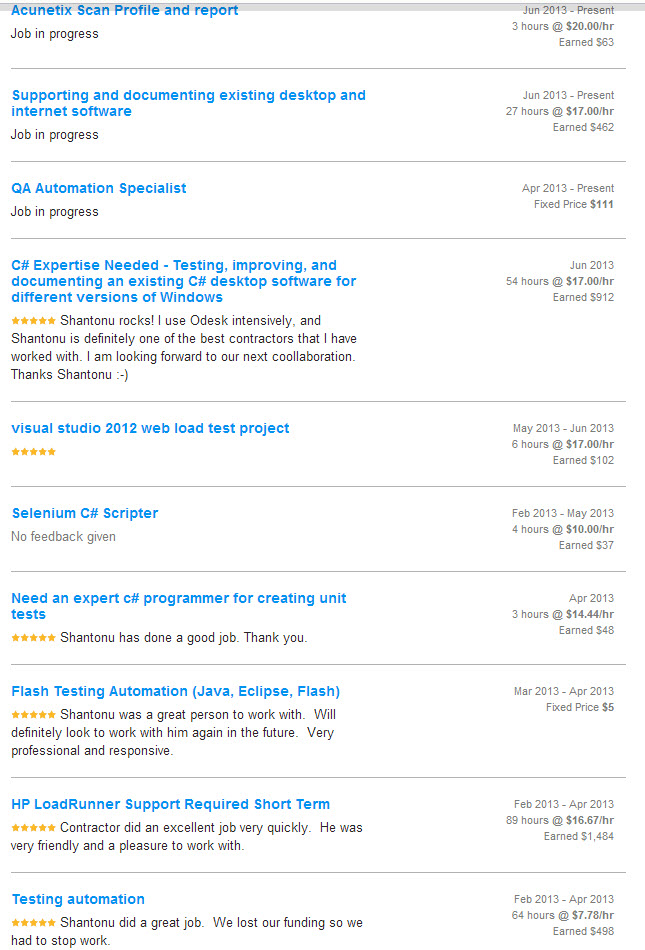 Acunetix Scan Profile and report
Jun 2013 - Present
Job in progress
3 hours @ $20.00/hr
Earned $63
Supporting and documenting existing desktop and
internet software
Jun 2013 - Present
27 hours @ $17.00/hr
Job in progress
Earned $462
QA Automation Specialist
Apr 2013 - Present
Job in progress
Fixed Price $111
C# Expertise Needed - Testing, improving, and
documenting an existing C# desktop software for
different versions of Windows
Jun 2013
54 hours @ $17.00/hr
Earned $912
Shantonu rocks! I use Odesk intensively, and
Shantonu is definitely one of the best contractors that I have
worked with. I am looking forward to our next coollaboration.
Thanks Shantonu :-)
visual studio 2012 web load test project
May 2013 - Jun 2013
6 hours @ $17.00/hr
Earned $102
Selenium C# Scripter
Feb 2013 - May 2013
No feedback given
4 hours @ $10.00/hr
Earned $37
Need an expert c# programmer for creating unit
tests
Apr 2013
3 hours @ $14.44/hr
Earned $48
Shantonu has done a good job. Thank you.
Flash Testing Automation (Java, Eclipse, Flash)
Mar 2013 - Apr 2013
Fixed Price $5
Shantonu was a great person to work with.  Will
definitely look to work with him again in the future.  Very
professional and responsive.
HP LoadRunner Support Required Short Term
Feb 2013 - Apr 2013
89 hours @ $16.67/hr
Earned $1,484
Contractor did an excellent job very quickly.  He was
very friendly and a pleasure to work with.
Testing automation
Feb 2013 - Apr 2013
64 hours @ $7.78/hr
Earned $498
Shantonu did a great job.  We lost our funding so we
had to stop work.